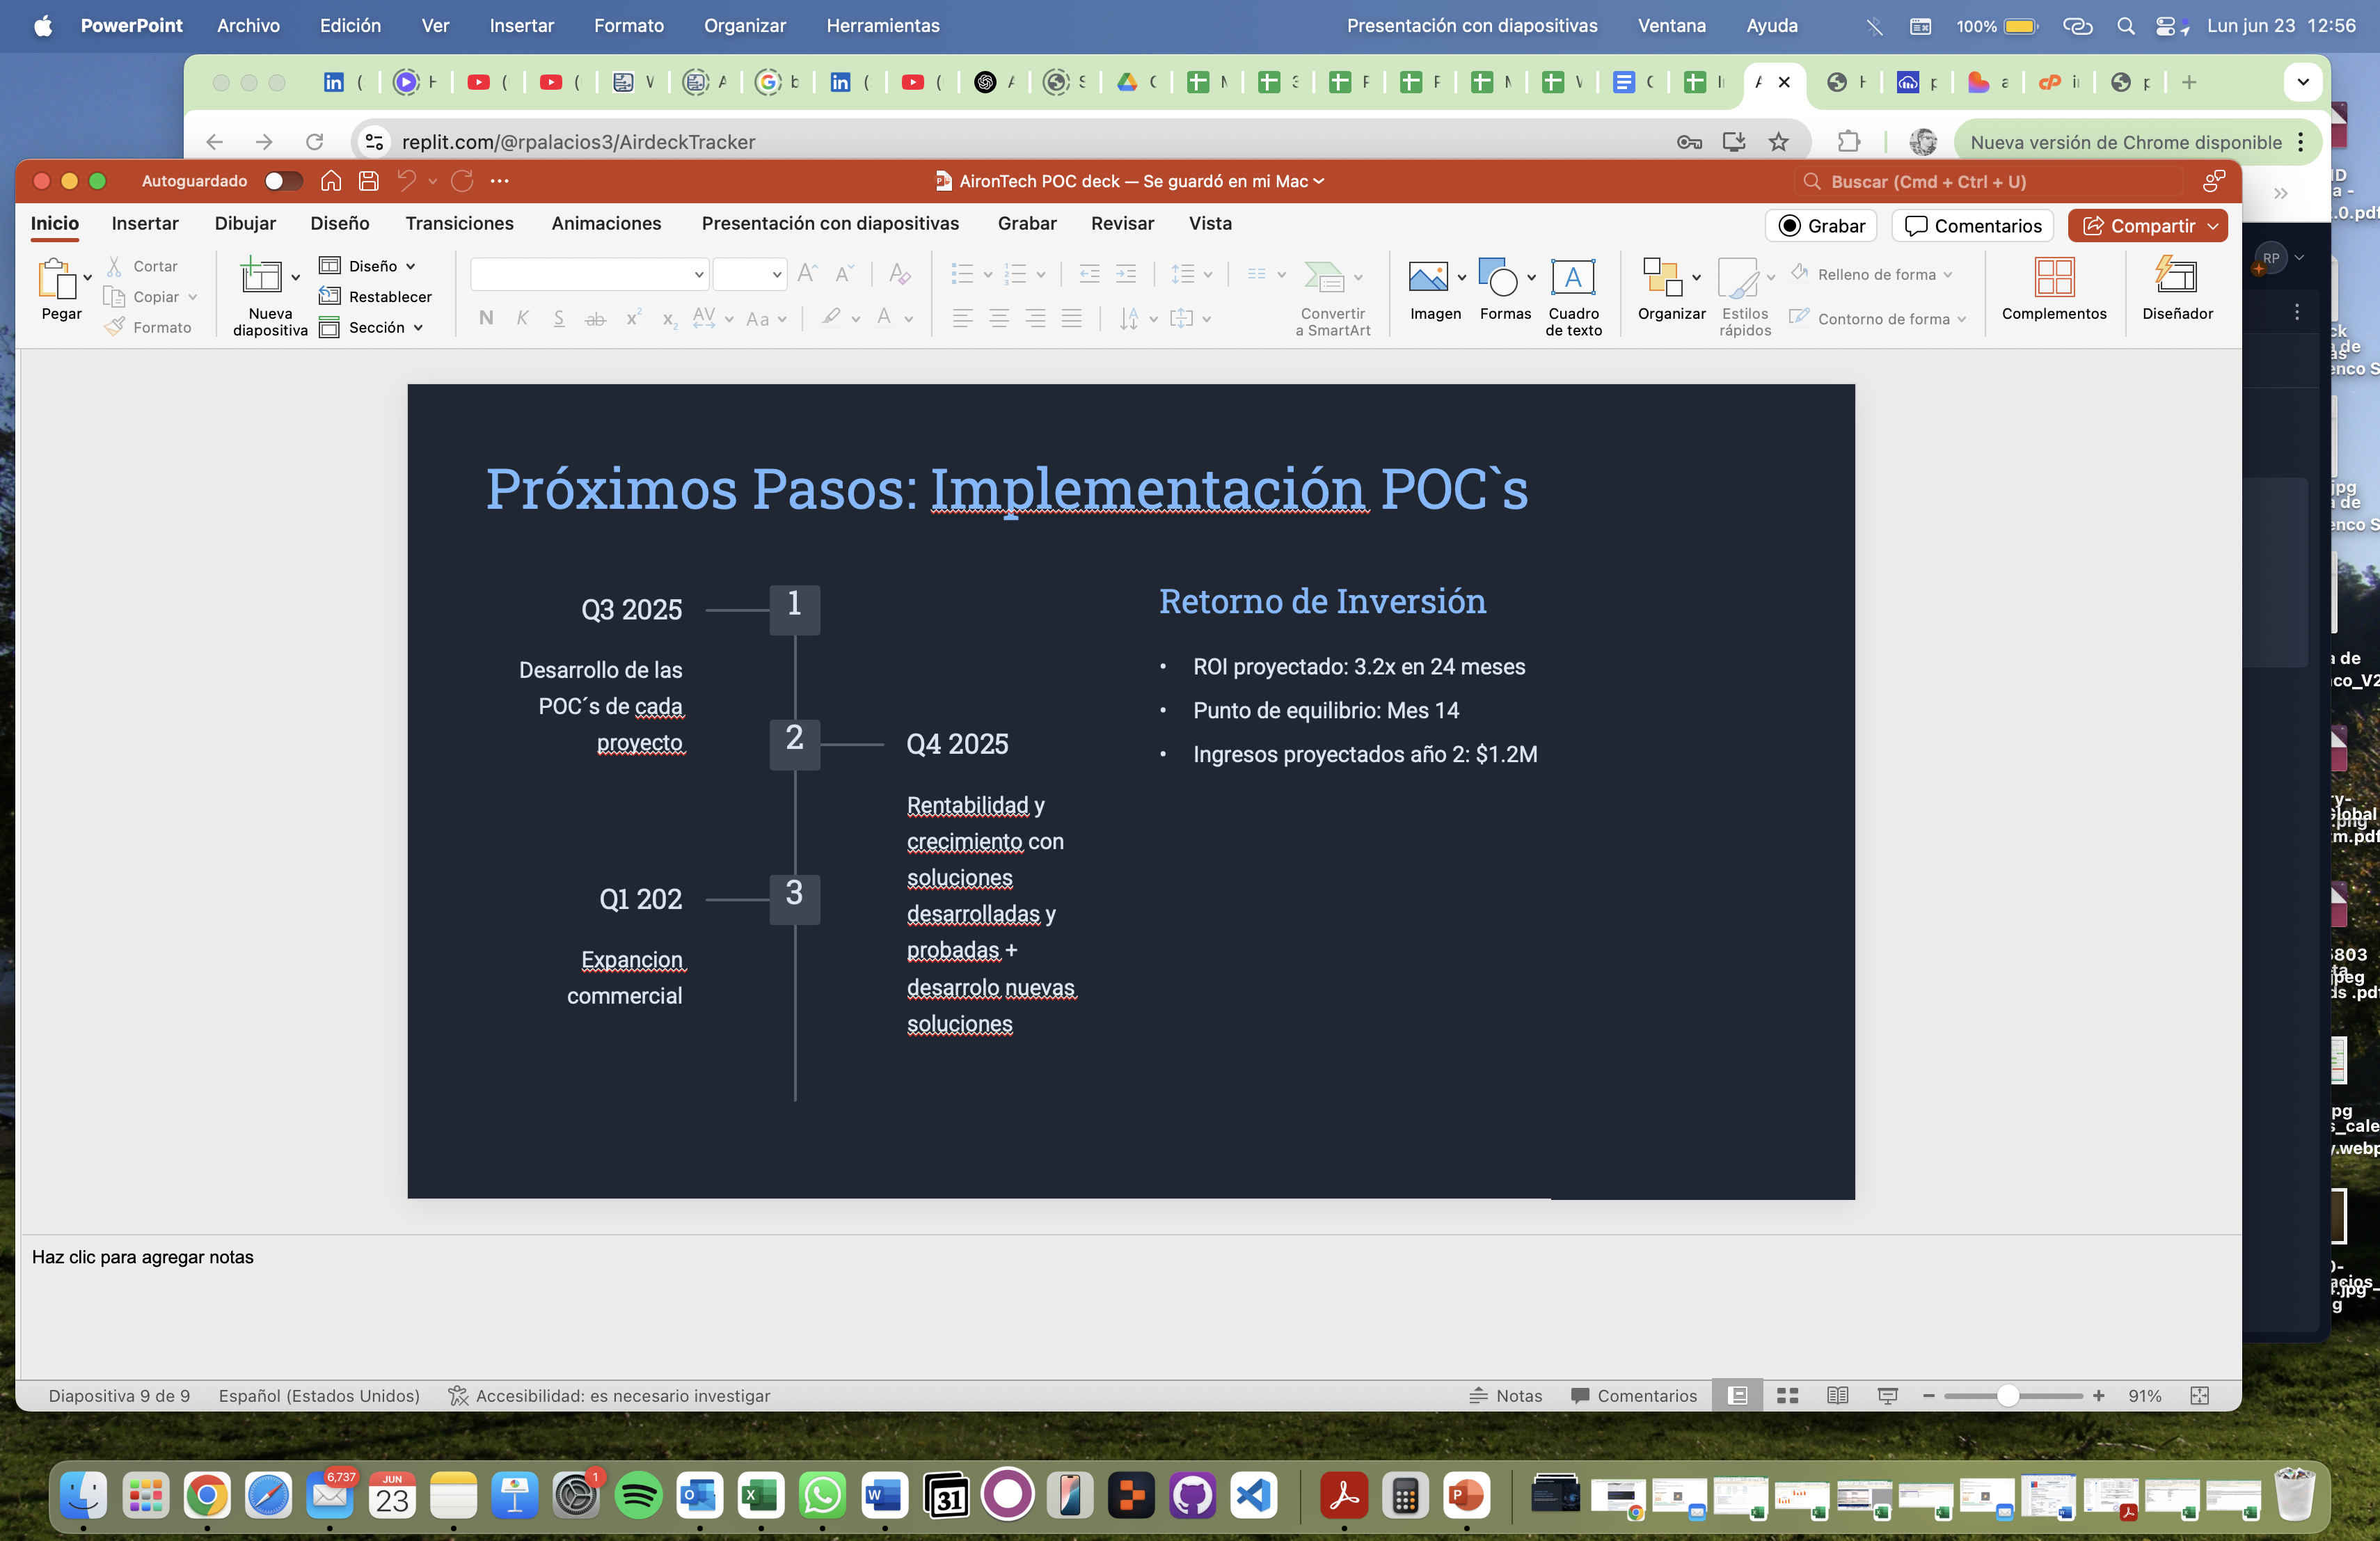 PowerPoint Archivo Edición Ver Insertar Formato Organizar Herramientas Presentación con diapositivas Ventana Ayuda 100% Lun jun 23 12:56
replit.com/@rpalacios3/AirdeckTracker Nueva versión de Chrome disponible
Autoguardado AironTech POC deck — Se guardó en mi Mac Buscar (Cmd + Ctrl + U)
Inicio Insertar Dibujar Diseño Transiciones Animaciones Presentación con diapositivas Grabar Revisar Vista Grabar Comentarios Compartir
Pegar
Cortar
Copiar
Formato
Nueva
diapositiva
Diseño
Restablecer
Sección
Convertir
a SmartArt
Imagen
Formas
Cuadro
de texto
Organizar
Estilos
rápidos
Relleno de forma
Contorno de forma
Complementos
Diseñador
RP
Próximos Pasos: Implementación POC`s
Q3 2025
1
Desarrollo de las
POC´s de cada
proyecto
2
Q4 2025
Rentabilidad y
crecimiento con
soluciones
desarrolladas y
probadas +
desarrolo nuevas
soluciones
Q1 202
3
Expancion
commercial
Retorno de Inversión
• ROI proyectado: 3.2x en 24 meses
• Punto de equilibrio: Mes 14
• Ingresos proyectados año 2: $1.2M
Haz clic para agregar notas
Diapositiva 9 de 9 Español (Estados Unidos) Accesibilidad: es necesario investigar Notas Comentarios 91%
6,737
JUN
23
1
31